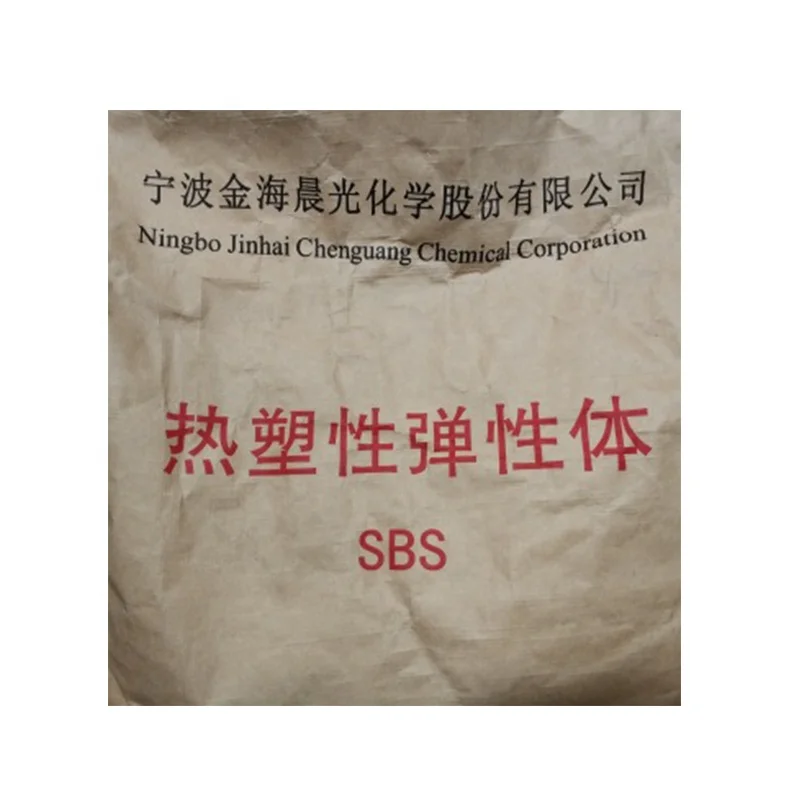 宁波金海晨光化学股份有限公司
Ningbo Jinhai Chenguang Chemical Corporation
热塑性弹性体
SBS